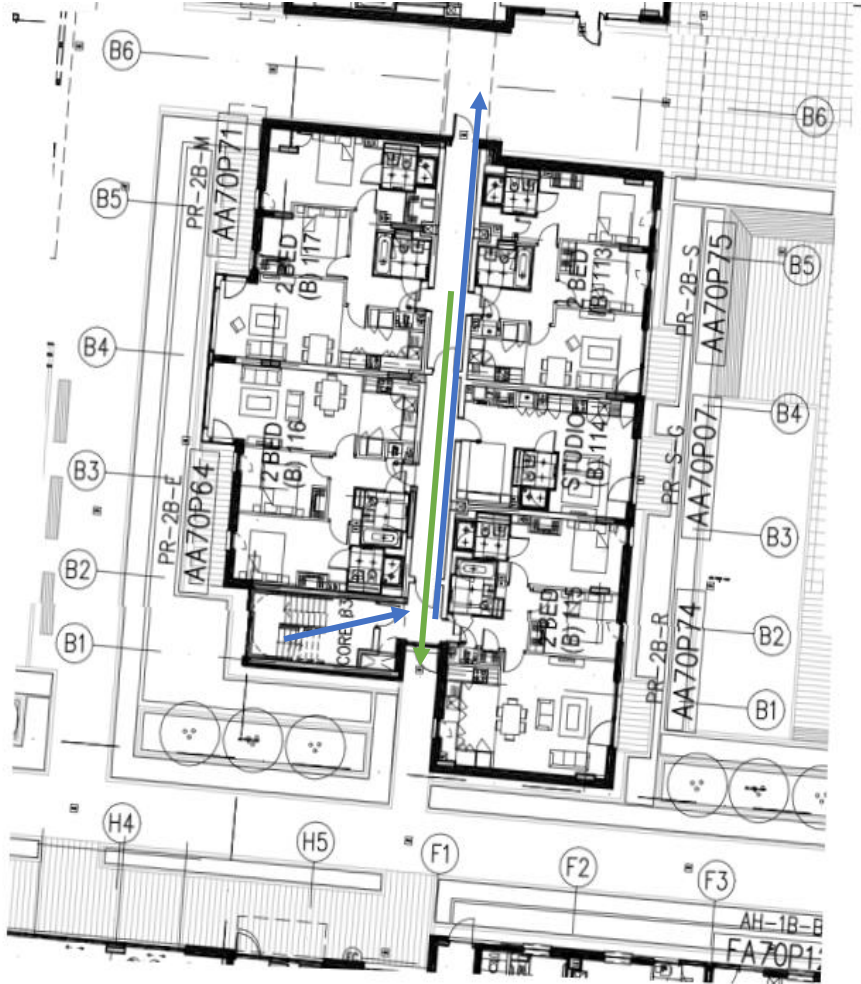 B6
B6
PR-2B-M
AA70P71
B5
2 BED
(B) 117
2 BED
(B) 113
PR-2B-S
AA70P75
B5
B4
B4
2 BED
(B) 116
STUDIO
(B) 114
PR-S-G
AA70P07
B3
PR-2B-E
AA70P64
B3
B2
CORE B3
2 BED
(B) 115
PR-2B-R
AA70P74
B2
B1
B1
H4
H5
F1
F2
F3
AH-1B-B
FA70P12